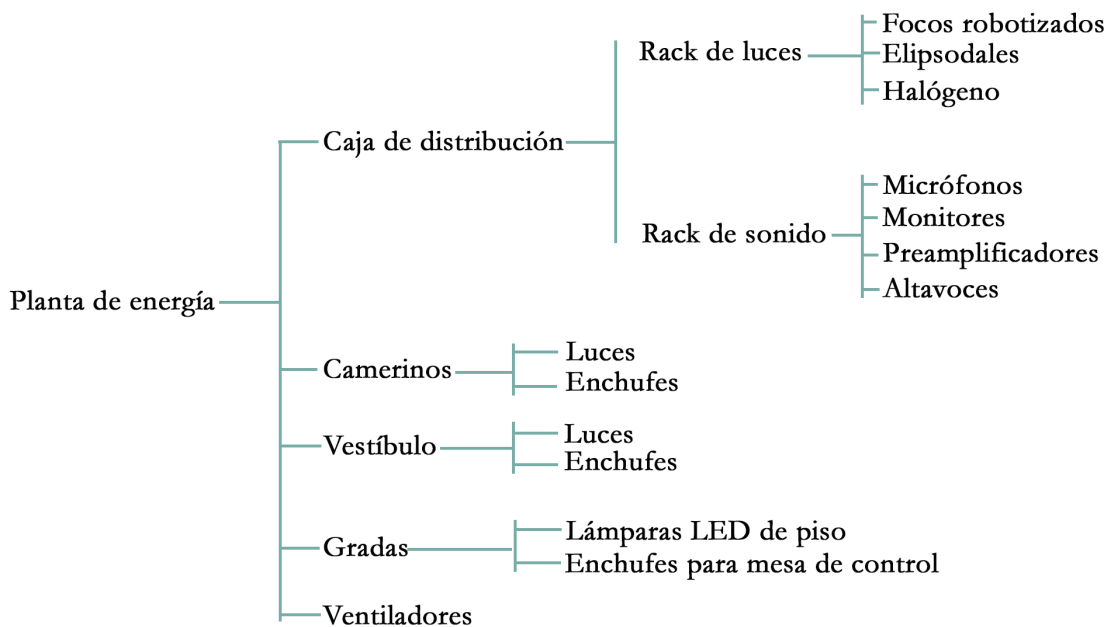 Planta de energía
Caja de distribución
Rack de luces
Focos robotizados
Elipsodales
Halógeno
Rack de sonido
Micrófonos
Monitores
Preamplificadores
Altavoces
Camerinos
Luces
Enchufes
Vestíbulo
Luces
Enchufes
Gradas
Lámparas LED de piso
Enchufes para mesa de control
Ventiladores